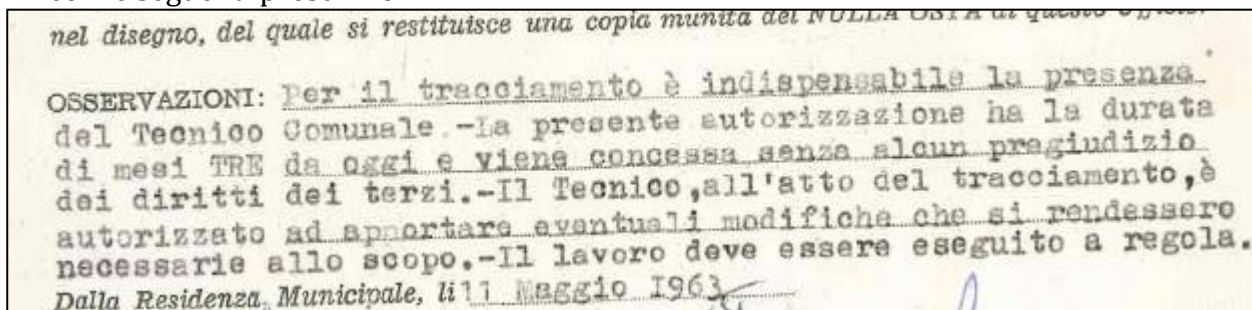 nel disegno, del quale si restituisce una copia munita del NULLA OSTA di questo
OSSERVAZIONI: Per il tracciamento è indispensabile la presenza
del Tecnico Comunale.-La presente autorizzazione ha la durata
di mesi TRE da oggi e viene concessa senza alcun pregiudizio
dei diritti dei terzi.-Il Tecnico,all'atto del tracciamento,è
autorizzato ad apportare eventuali modifiche che si rendessero
necessarie allo scopo.-Il lavoro deve essere eseguito a regola.
Dalla Residenza Municipale, li 11 Maggio 1963